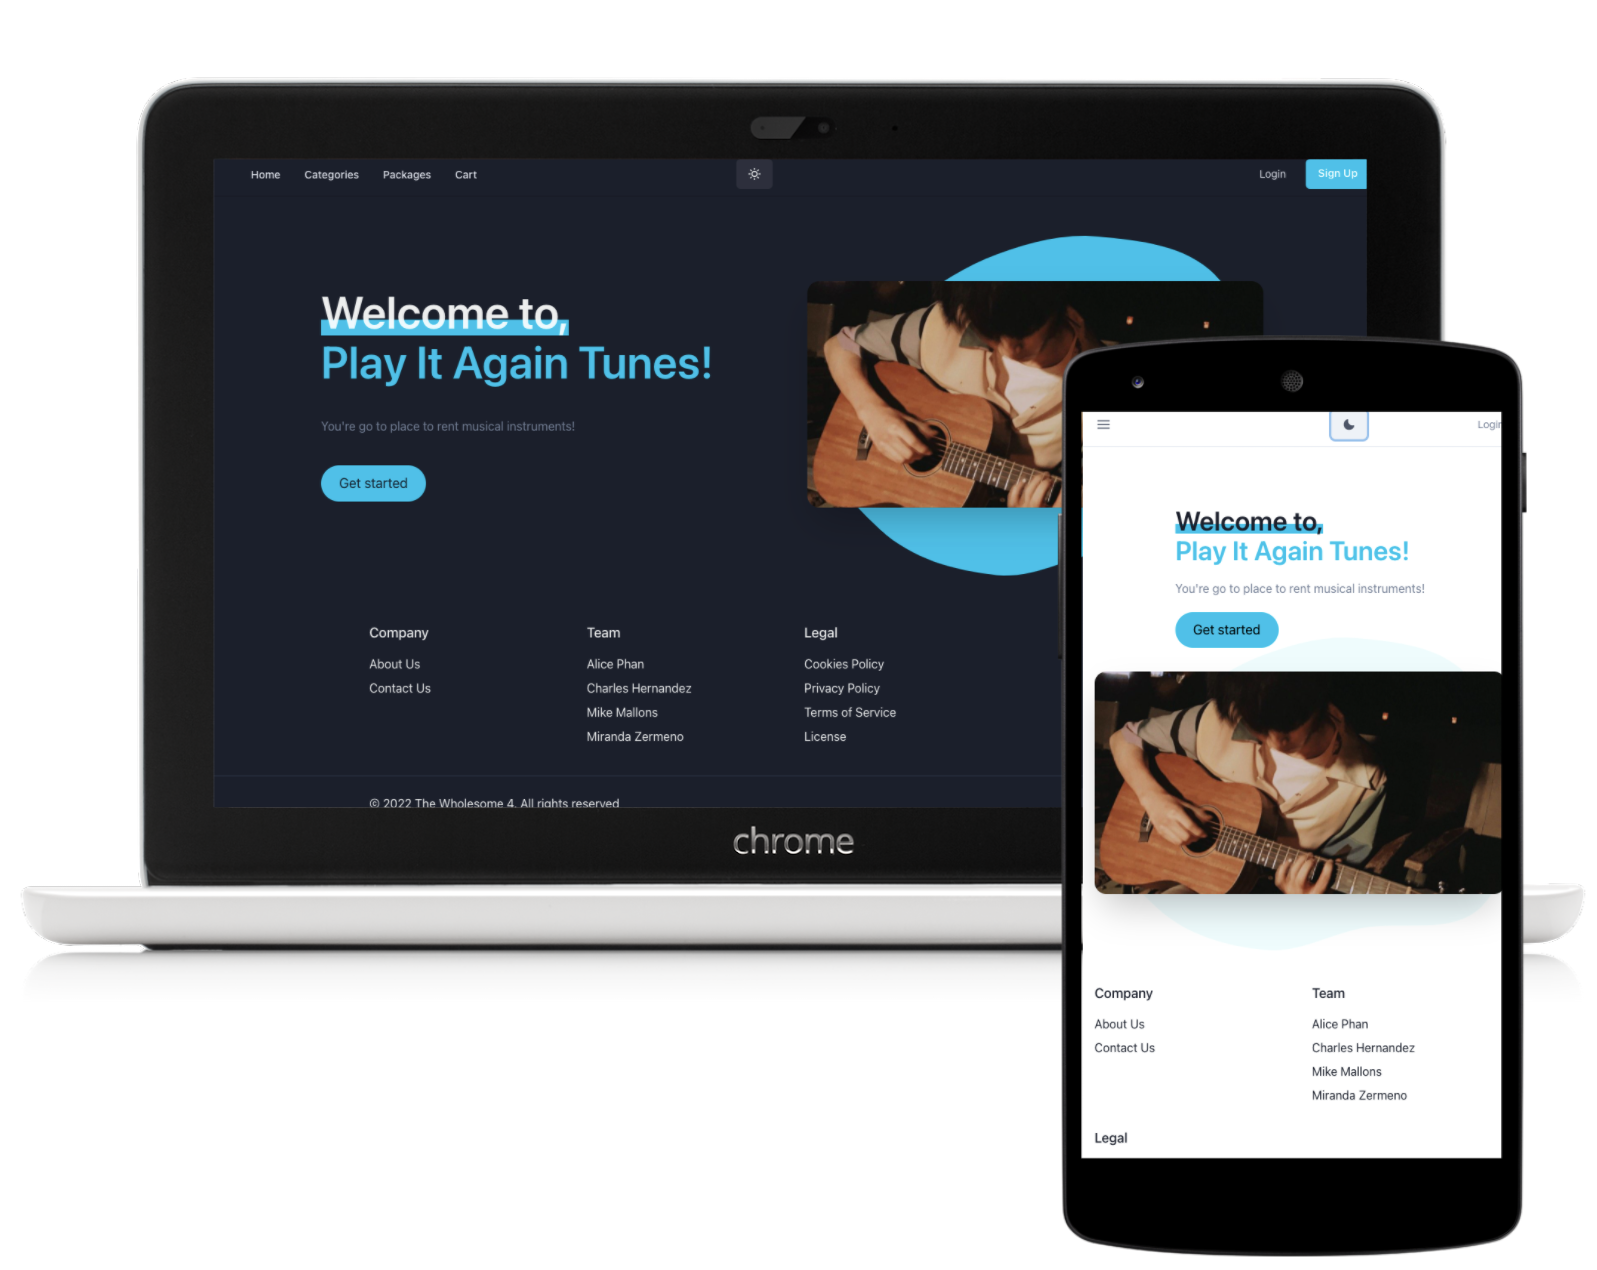 Home Categories Packages Cart Login Sign Up
Welcome to,
Play It Again Tunes!
You're go to place to rent musical instruments!
Get started
Company Team Legal
About Us Alice Phan Cookies Policy
Contact Us Charles Hernandez Privacy Policy
Mike Mallons Terms of Service
Miranda Zermeno License
© 2022 The Wholesome 4. All rights reserved
chrome
Login
Welcome to,
Play It Again Tunes!
You're go to place to rent musical instruments!
Get started
Company Team
About Us Alice Phan
Contact Us Charles Hernandez
Mike Mallons
Miranda Zermeno
Legal